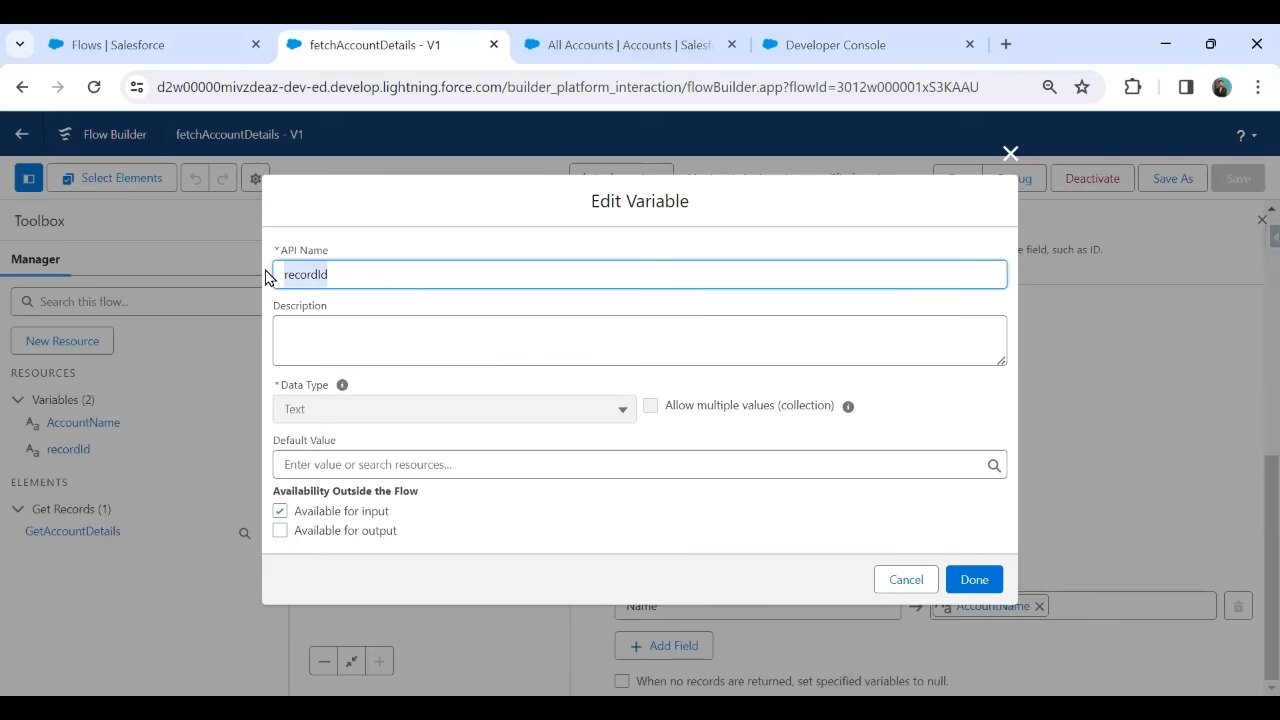 Flows | Salesforce
fetchAccountDetails - V1
All Accounts | Accounts | Salesf
Developer Console
d2w00000mivzdeaz-dev-ed.develop.lightning.force.com/builder_platform_interaction/flowBuilder.app?flowId=3012w000001xS3KAAU
Flow Builder
fetchAccountDetails - V1
?
Select Elements
Deactivate
Save As
Save
Toolbox
Edit Variable
Manager
* API Name
e field, such as ID.
recordId
Search this flow...
Description
New Resource
RESOURCES
* Data Type
Variables (2)
Text
Allow multiple values (collection)
AccountName
Default Value
recordId
Enter value or search resources...
ELEMENTS
Availability Outside the Flow
Get Records (1)
Available for input
GetAccountDetails
Available for output
Cancel
Done
Name
AccountName
Add Field
When no records are returned, set specified variables to null.